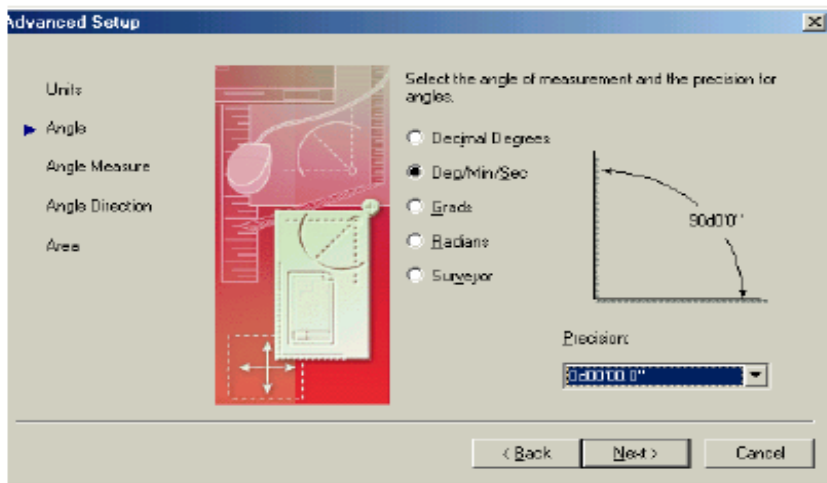 Advanced Setup
Units
Angle
Angle Measure
Angle Direction
Area
Select the angle of measurement and the precision for
angles.
Decimal Degrees
Deg/Min/Sec
Grads
Radians
Surveyor
90d0'0"
Precision:
0d00'00.0"
< Back
Next >
Cancel